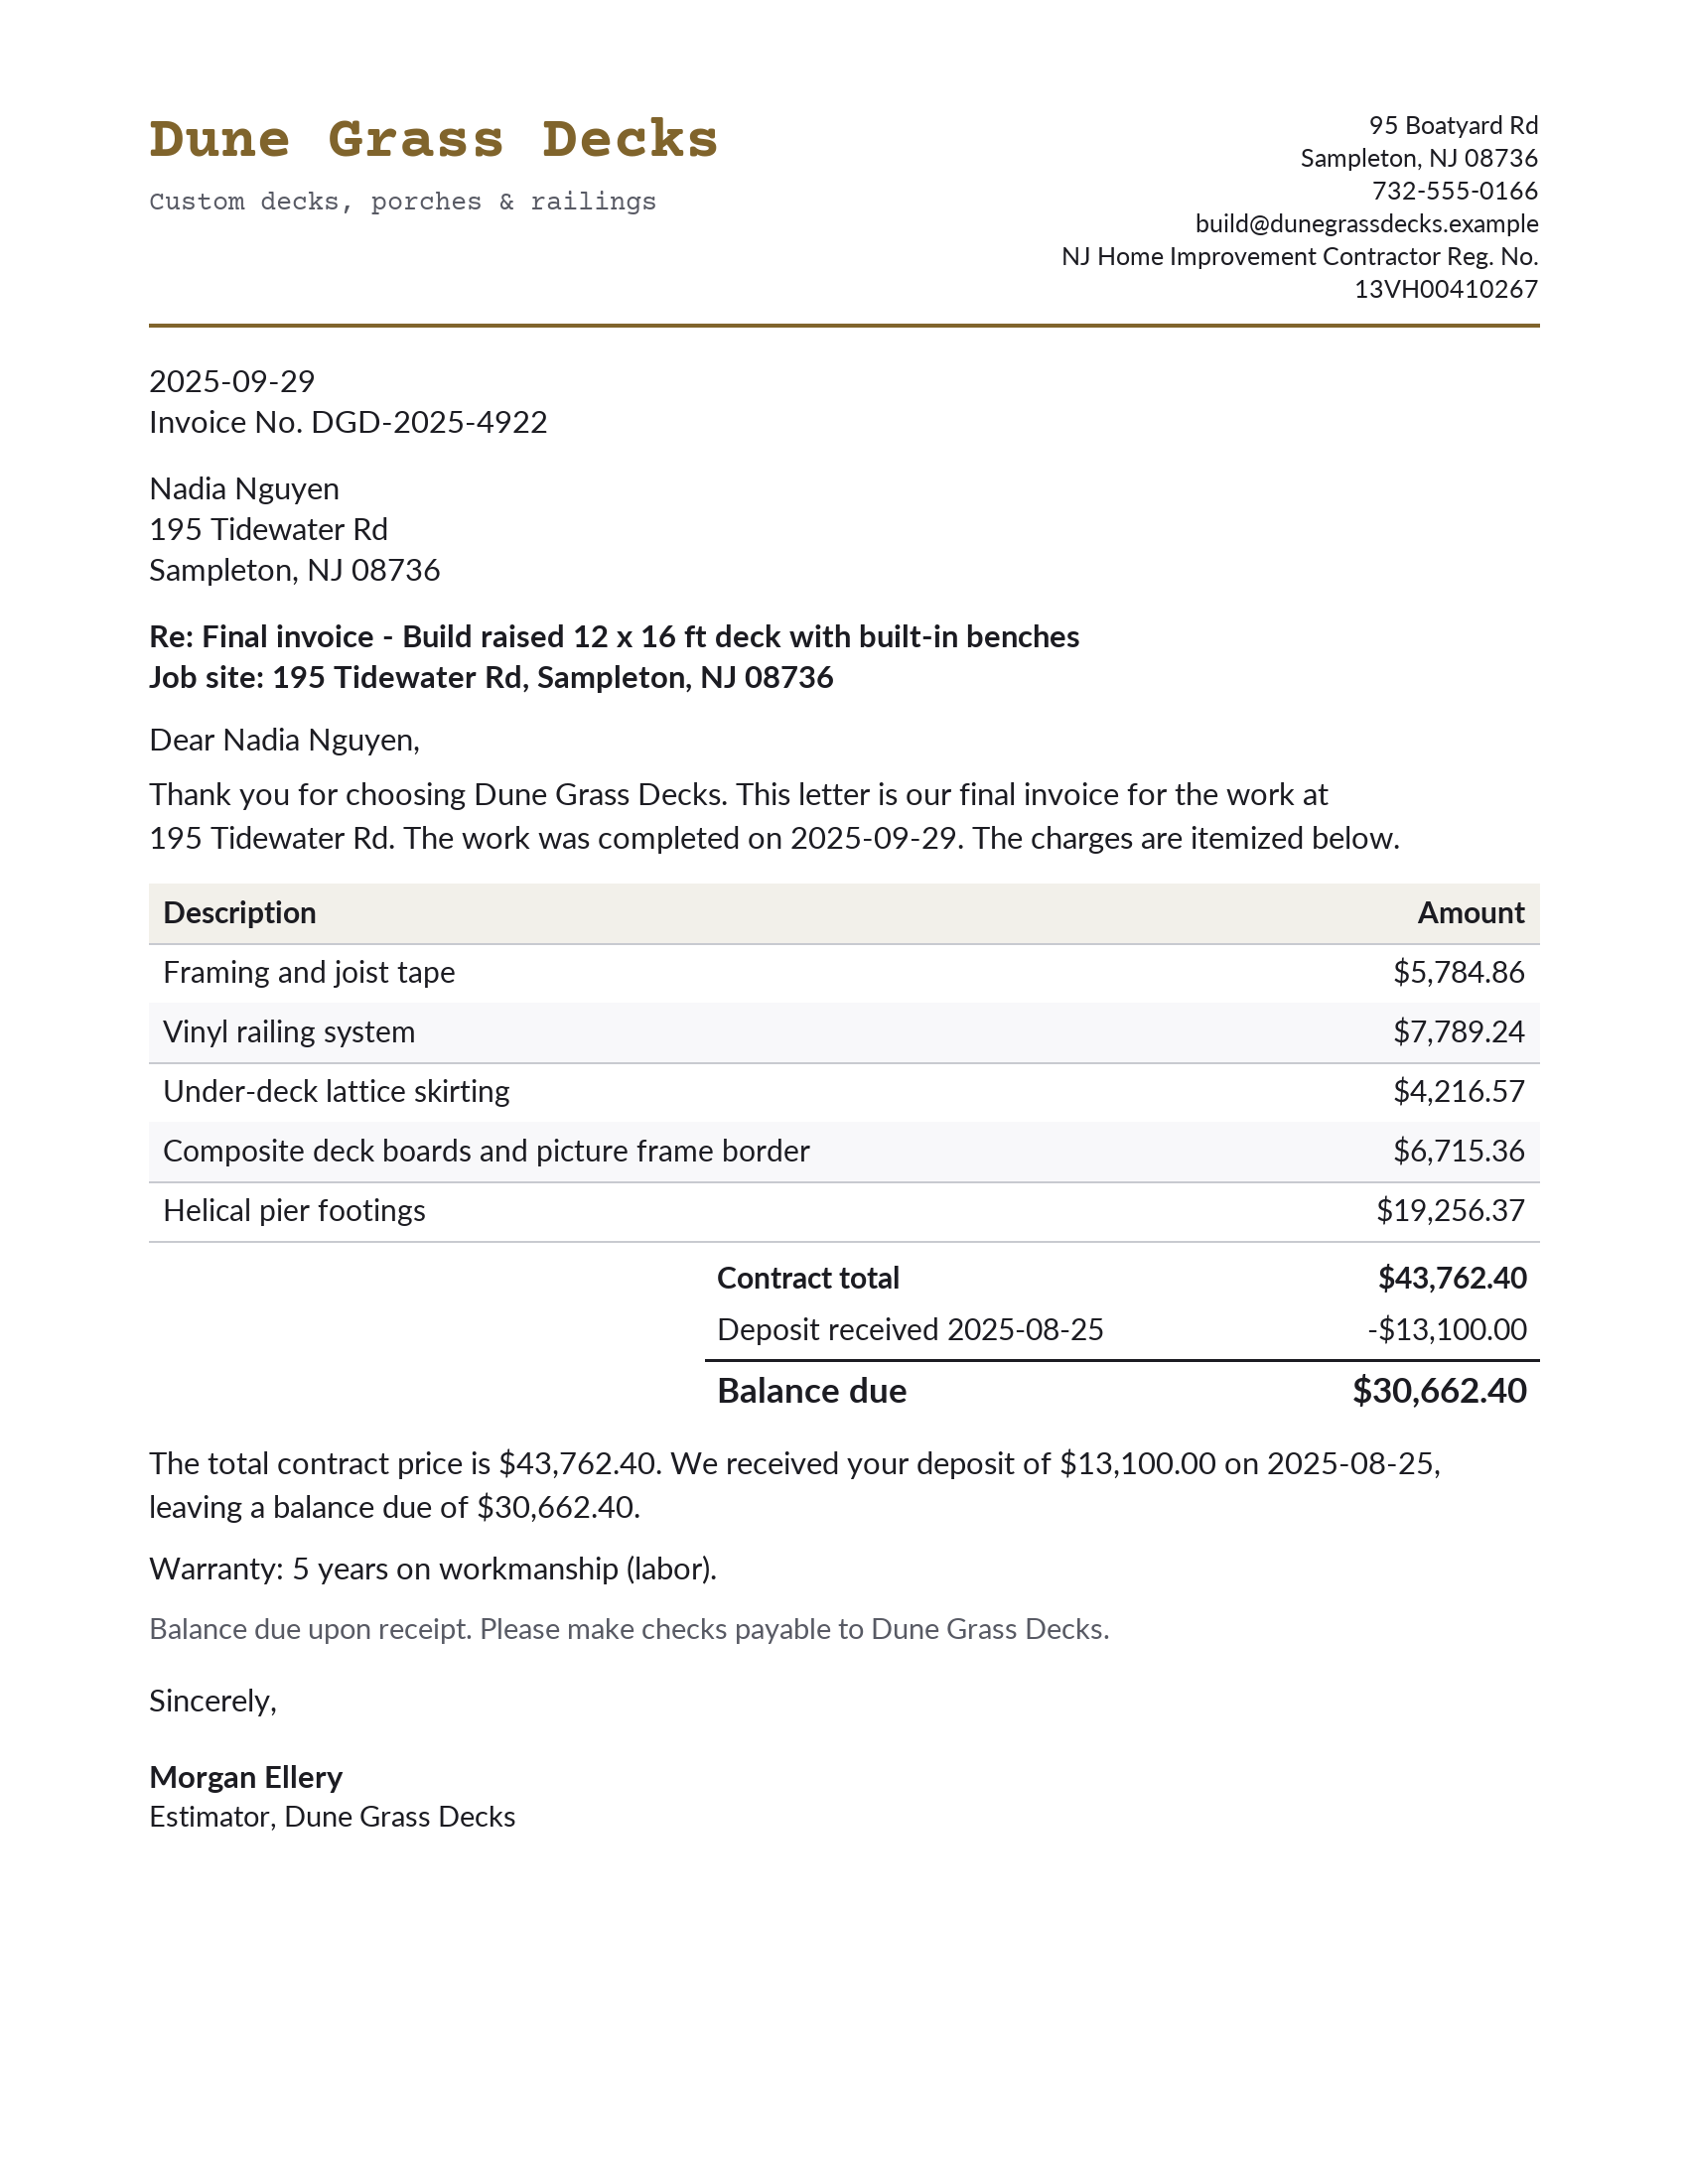 Dune Grass Decks
Custom decks, porches & railings
95 Boatyard Rd
Sampleton, NJ 08736
732-555-0166
build@dunegrassdecks.example
NJ Home Improvement Contractor Reg. No.
13VH00410267
2025-09-29
Invoice No. DGD-2025-4922
Nadia Nguyen
195 Tidewater Rd
Sampleton, NJ 08736
Re: Final invoice - Build raised 12 x 16 ft deck with built-in benches
Job site: 195 Tidewater Rd, Sampleton, NJ 08736
Dear Nadia Nguyen,
Thank you for choosing Dune Grass Decks. This letter is our final invoice for the work at
195 Tidewater Rd. The work was completed on 2025-09-29. The charges are itemized below.
Description Amount
Framing and joist tape $5,784.86
Vinyl railing system $7,789.24
Under-deck lattice skirting $4,216.57
Composite deck boards and picture frame border $6,715.36
Helical pier footings $19,256.37
Contract total $43,762.40
Deposit received 2025-08-25 -$13,100.00
Balance due $30,662.40
The total contract price is $43,762.40. We received your deposit of $13,100.00 on 2025-08-25,
leaving a balance due of $30,662.40.
Warranty: 5 years on workmanship (labor).
Balance due upon receipt. Please make checks payable to Dune Grass Decks.
Sincerely,
Morgan Ellery
Estimator, Dune Grass Decks